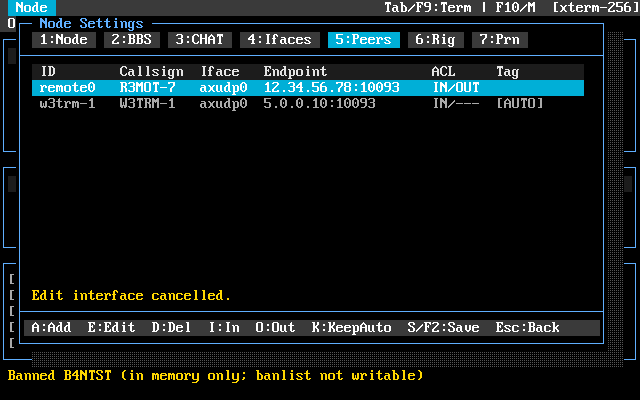 Node Tab/F9:Term | F10/M [xterm-256]
O Node Settings
1:Node 2:BBS 3:CHAT 4:Ifaces 5:Peers 6:Rig 7:Prn
ID Callsign Iface Endpoint ACL Tag
remote0 R3MOT-7 axudp0 12.34.56.78:10093 IN/OUT
w3trm-1 W3TRM-1 axudp0 5.0.0.10:10093 IN/--- [AUTO]
[
Edit interface cancelled.
[
[
A:Add E:Edit D:Del I:In O:Out K:KeepAuto S/F2:Save Esc:Back
[
[
Banned B4NTST (in memory only; banlist not writable)